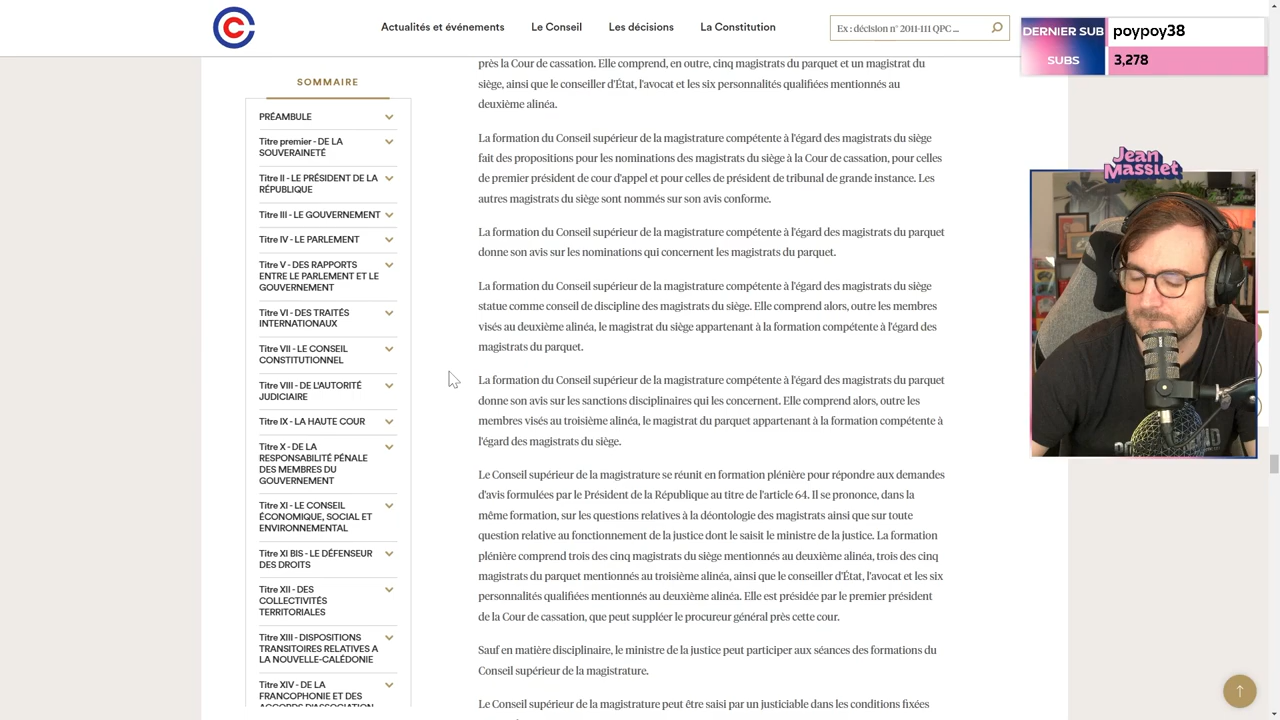 Actualités et événements
Le Conseil
Les décisions
La Constitution
Ex : décision n° 2011-111 QPC ...
DERNIER SUB
poypoy38
SUBS
3,278
Jean
Massiet
SOMMAIRE
PRÉAMBULE
Titre premier - DE LA
SOUVERAINETÉ
Titre II - LE PRÉSIDENT DE LA
RÉPUBLIQUE
Titre III - LE GOUVERNEMENT
Titre IV - LE PARLEMENT
Titre V - DES RAPPORTS
ENTRE LE PARLEMENT ET LE
GOUVERNEMENT
Titre VI - DES TRAITÉS
INTERNATIONAUX
Titre VII - LE CONSEIL
CONSTITUTIONNEL
Titre VIII - DE L'AUTORITÉ
JUDICIAIRE
Titre IX - LA HAUTE COUR
Titre X - DE LA
RESPONSABILITÉ PÉNALE
DES MEMBRES DU
GOUVERNEMENT
Titre XI - LE CONSEIL
ÉCONOMIQUE, SOCIAL ET
ENVIRONNEMENTAL
Titre XI BIS - LE DÉFENSEUR
DES DROITS
Titre XII - DES
COLLECTIVITÉS
TERRITORIALES
Titre XIII - DISPOSITIONS
TRANSITOIRES RELATIVES A
LA NOUVELLE-CALÉDONIE
Titre XIV - DE LA
FRANCOPHONIE ET DES
ACCORDS D'ASSOCIATION
près la Cour de cassation. Elle comprend, en outre, cinq magistrats du parquet et un magistrat du
siège, ainsi que le conseiller d'État, l'avocat et les six personnalités qualifiées mentionnés au
deuxième alinéa.
La formation du Conseil supérieur de la magistrature compétente à l'égard des magistrats du siège
fait des propositions pour les nominations des magistrats du siège à la Cour de cassation, pour celles
de premier président de cour d'appel et pour celles de président de tribunal de grande instance. Les
autres magistrats du siège sont nommés sur son avis conforme.
La formation du Conseil supérieur de la magistrature compétente à l'égard des magistrats du parquet
donne son avis sur les nominations qui concernent les magistrats du parquet.
La formation du Conseil supérieur de la magistrature compétente à l'égard des magistrats du siège
statue comme conseil de discipline des magistrats du siège. Elle comprend alors, outre les membres
visés au deuxième alinéa, le magistrat du siège appartenant à la formation compétente à l'égard des
magistrats du parquet.
La formation du Conseil supérieur de la magistrature compétente à l'égard des magistrats du parquet
donne son avis sur les sanctions disciplinaires qui les concernent. Elle comprend alors, outre les
membres visés au troisième alinéa, le magistrat du parquet appartenant à la formation compétente à
l'égard des magistrats du siège.
Le Conseil supérieur de la magistrature se réunit en formation plénière pour répondre aux demandes
d'avis formulées par le Président de la République au titre de l'article 64. Il se prononce, dans la
même formation, sur les questions relatives à la déontologie des magistrats ainsi que sur toute
question relative au fonctionnement de la justice dont le saisit le ministre de la justice. La formation
plénière comprend trois des cinq magistrats du siège mentionnés au deuxième alinéa, trois des cinq
magistrats du parquet mentionnés au troisième alinéa, ainsi que le conseiller d'État, l'avocat et les six
personnalités qualifiées mentionnés au deuxième alinéa. Elle est présidée par le premier président
de la Cour de cassation, que peut suppléer le procureur général près cette cour.
Sauf en matière disciplinaire, le ministre de la justice peut participer aux séances des formations du
Conseil supérieur de la magistrature.
Le Conseil supérieur de la magistrature peut être saisi par un justiciable dans les conditions fixées